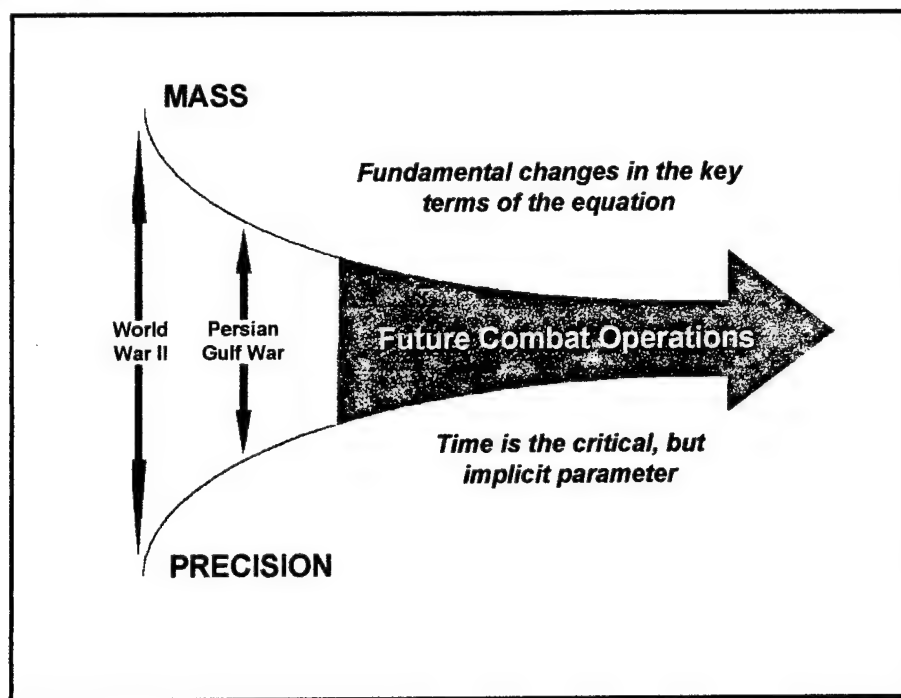 MASS
Fundamental changes in the key
terms of the equation
World
War II
Persian
Gulf War
Future Combat Operations
Time is the critical, but
implicit parameter
PRECISION